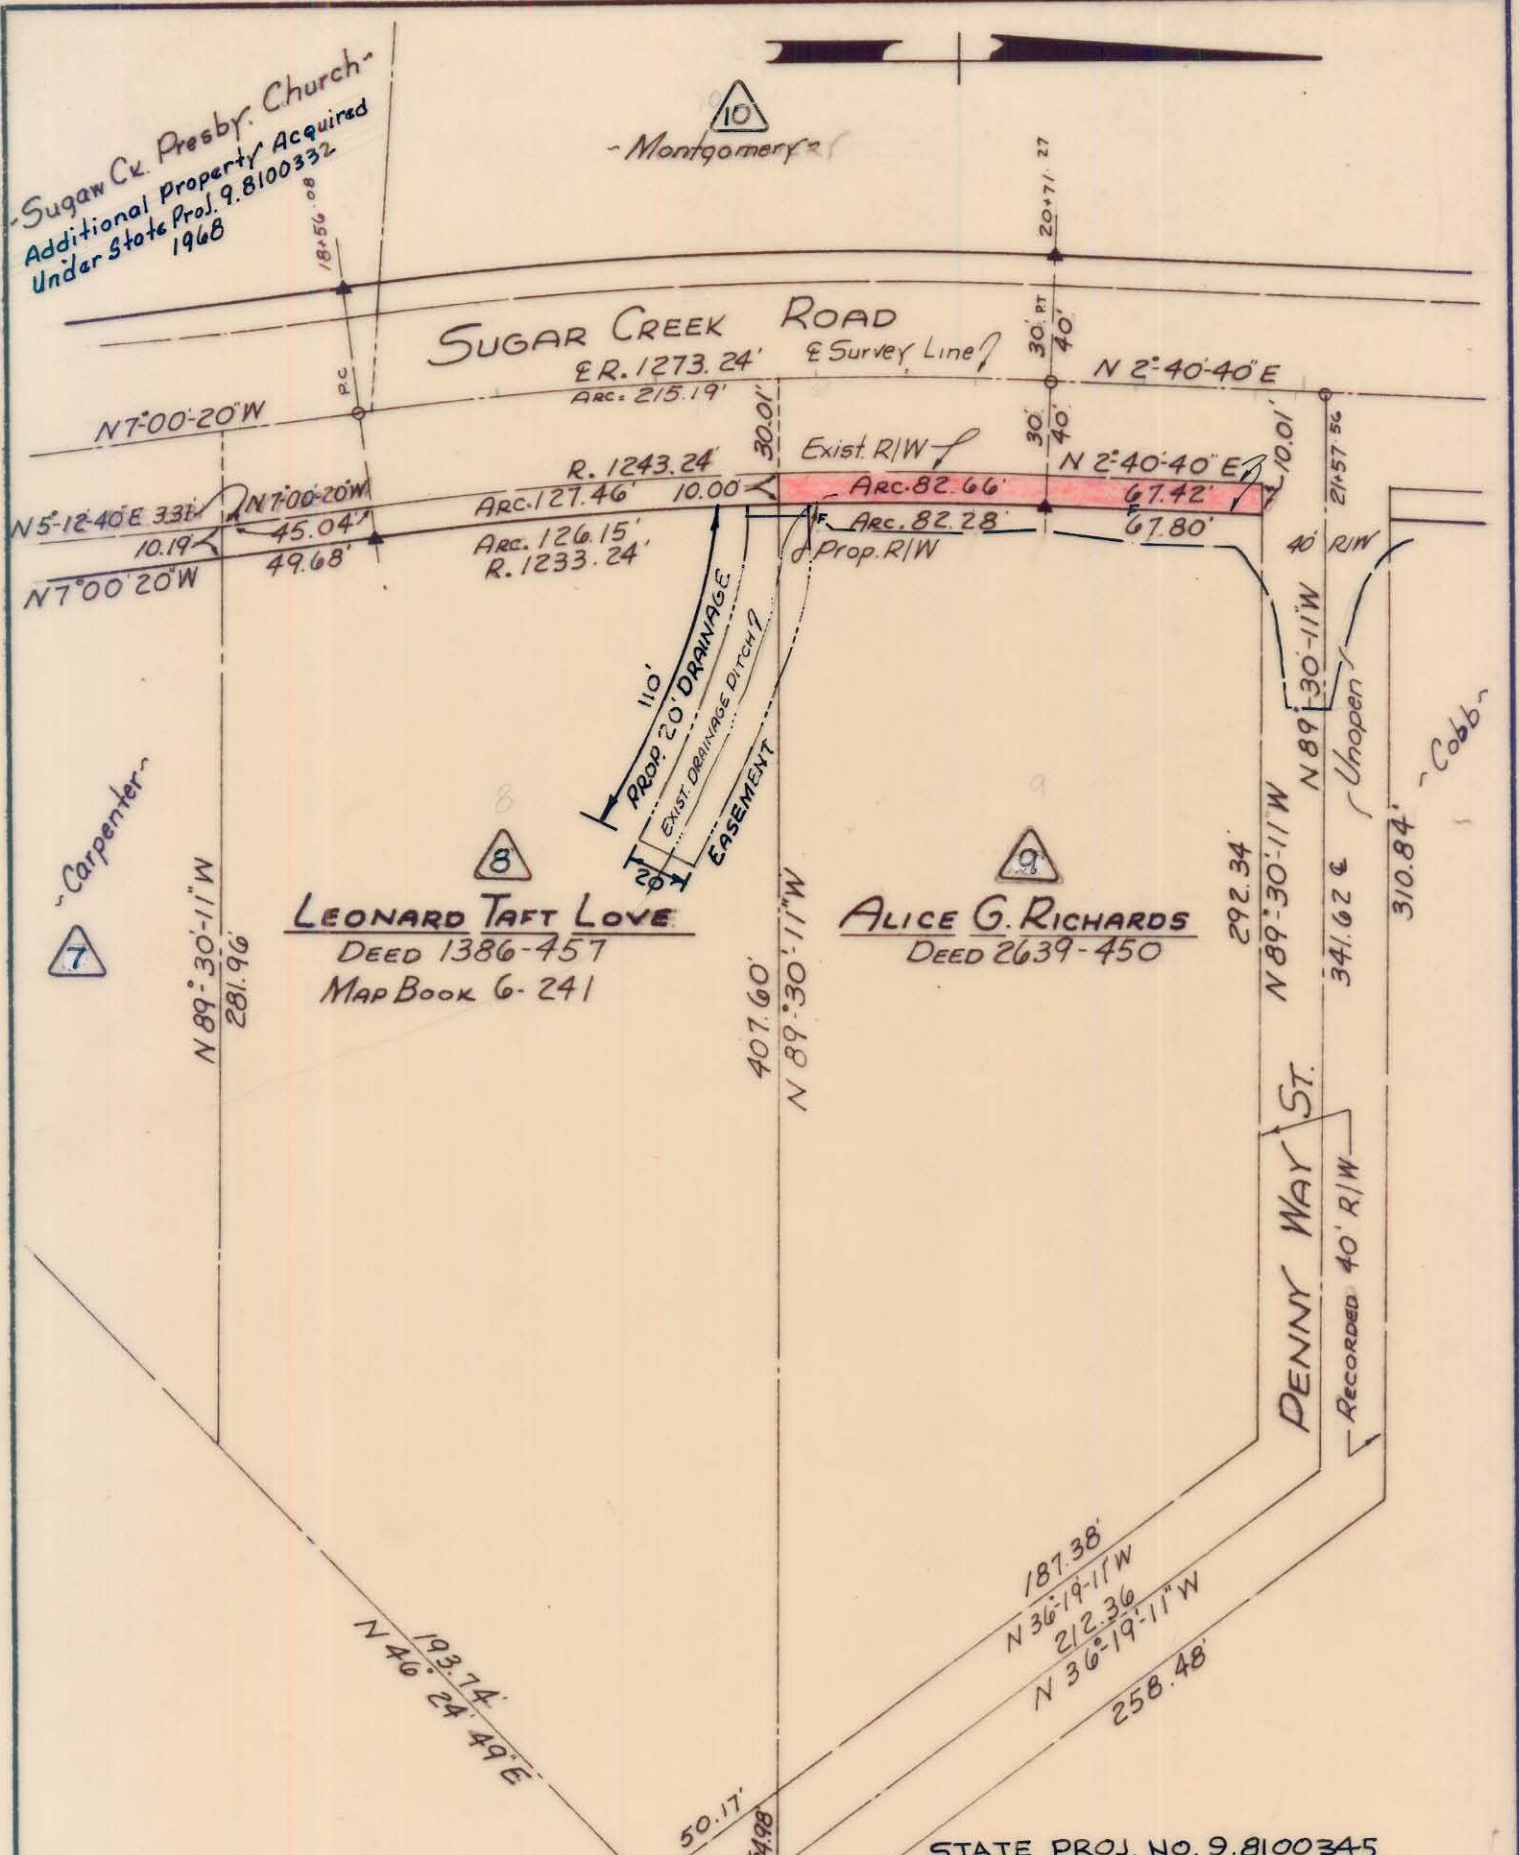 -Sugaw Ck. Presby. Church-
Additional Property Acquired
Under State Proj. 9.8100332
1968
10
-Montgomery-
18+56.08
20+71.27
SUGAR CREEK ROAD
₠ R. 1273.24'
ARC. 215.19'
℄ Survey Line
30' P.T.
40'
N 2°-40'-40" E
P.C.
N 7°-00'-20" W
30.01'
30'
40'
10.01'
21+57.56
Exist. R/W
N 2°-40'-40" E
R. 1243.24'
ARC. 127.46'
10.00'
ARC. 82.66'
67.42'
N 5°-12'-40" E 331'
N 7°-00'-20" W
45.04'
10.19'
49.68'
N 7°00'20" W
ARC. 126.15'
R. 1233.24'
F
ARC. 82.28'
F
67.80'
Prop. R/W
40' R/W
110'
PROP. 20' DRAINAGE
EXIST. DRAINAGE DITCH
EASEMENT
20'
N 89°-30'-11" W
Unopen
-Cobb-
-Carpenter-
7
N 89°-30'-11" W
281.96'
8
8
LEONARD TAFT LOVE
DEED 1386-457
MAP BOOK 6-241
407.60'
N 89°-30'-11" W
9
9
ALICE G. RICHARDS
DEED 2639-450
292.34'
N 89°-30'-11" W
341.62 ℄
310.84'
PENNY WAY ST.
RECORDED 40' R/W
187.38'
N 36°-19'-11" W
212.36
N 36°-19'-11" W
258.48'
193.74'
N 46° 24' 49" E
50.17'
STATE PROJ. NO. 9.8100345